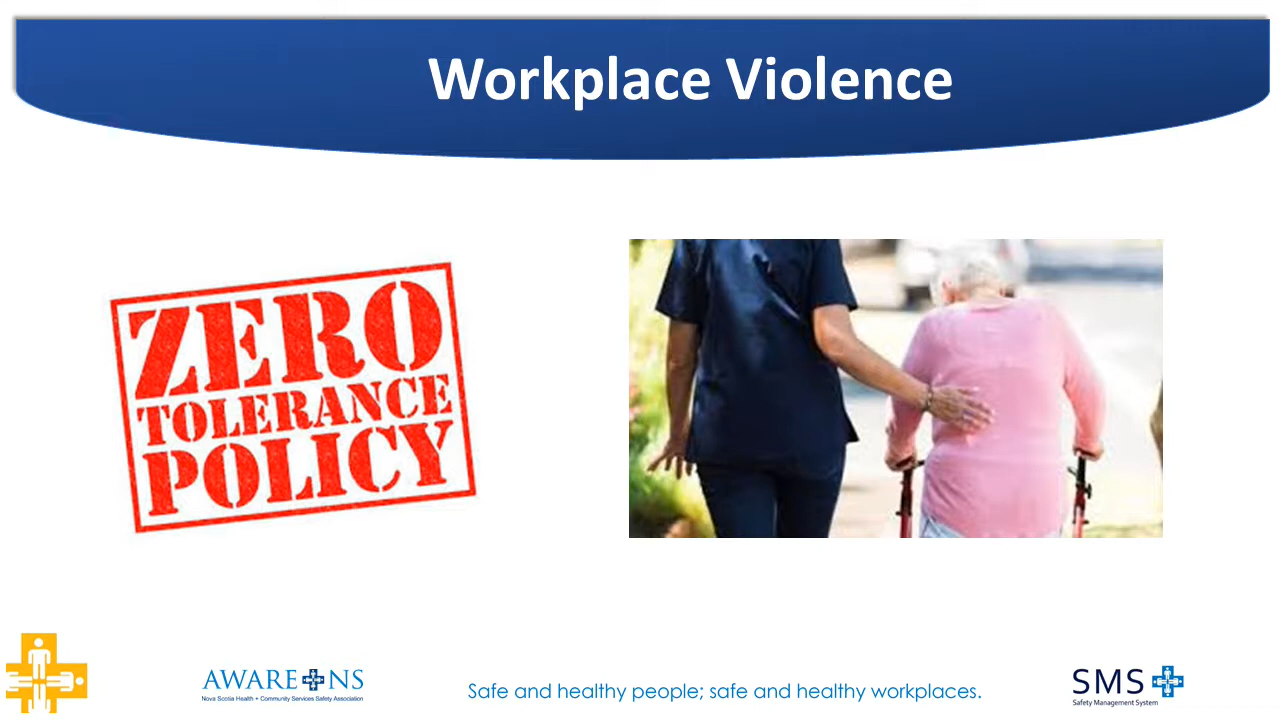 Workplace Violence
ZERO
TOLERANCE
POLICY
AWARE NS
Nova Scotia Health + Community Services Safety Association
Safe and healthy people; safe and healthy workplaces.
SMS
Safety Management System